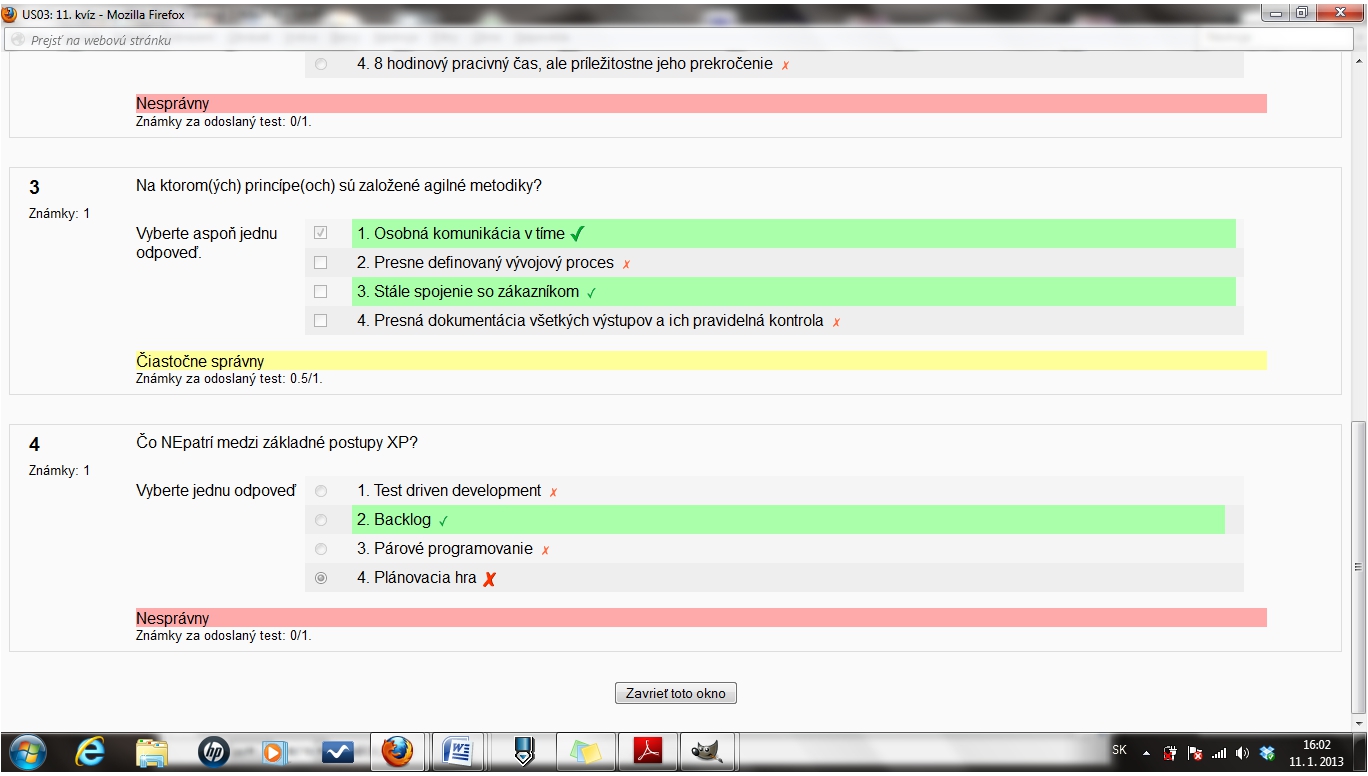 US03: 11. kvíz - Mozilla Firefox
Prejsť na webovú stránku
4. 8 hodinový pracivný čas, ale príležitostne jeho prekročenie
Nesprávny
Známky za odoslaný test: 0/1.
3
Na ktorom(ých) princípe(och) sú založené agilné metodiky?
Známky: 1
Vyberte aspoň jednu
odpoveď.
1. Osobná komunikácia v tíme
2. Presne definovaný vývojový proces
3. Stále spojenie so zákazníkom
4. Presná dokumentácia všetkých výstupov a ich pravidelná kontrola
Čiastočne správny
Známky za odoslaný test: 0.5/1.
4
Čo NEpatrí medzi základné postupy XP?
Známky: 1
Vyberte jednu odpoveď
1. Test driven development
2. Backlog
3. Párové programovanie
4. Plánovacia hra
Nesprávny
Známky za odoslaný test: 0/1.
Zavrieť toto okno
hp
SK
16:02
11. 1. 2013